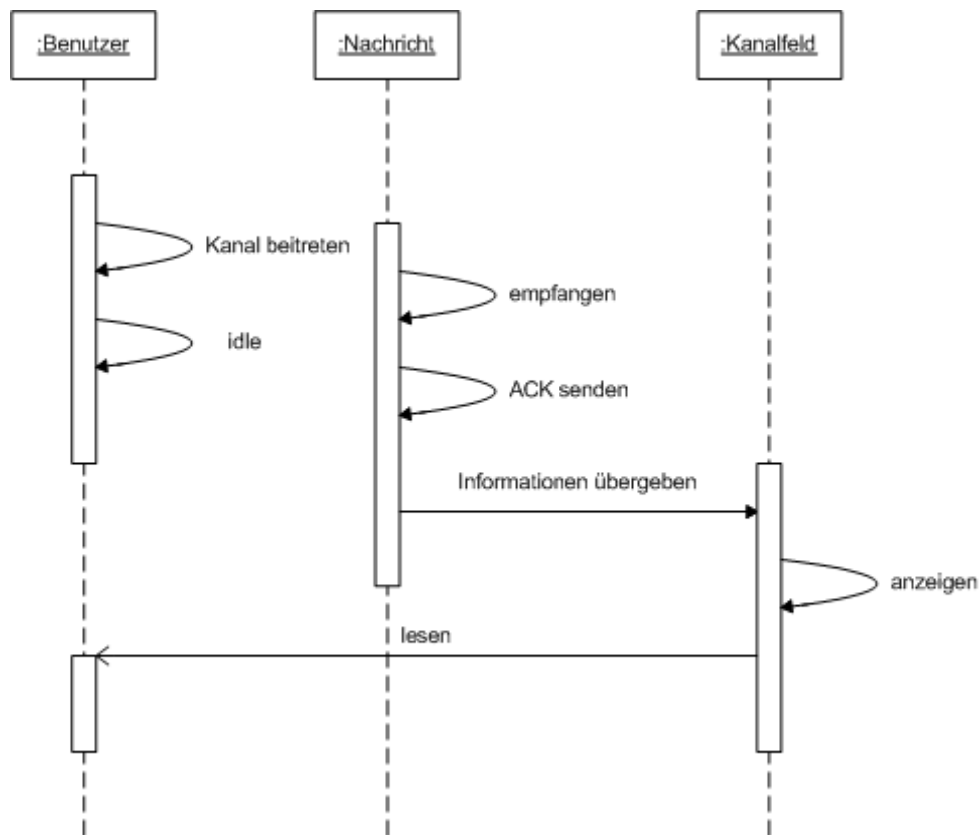 :Benutzer
:Nachricht
:Kanalfeld
Kanal beitreten
empfangen
idle
ACK senden
Informationen übergeben
anzeigen
lesen